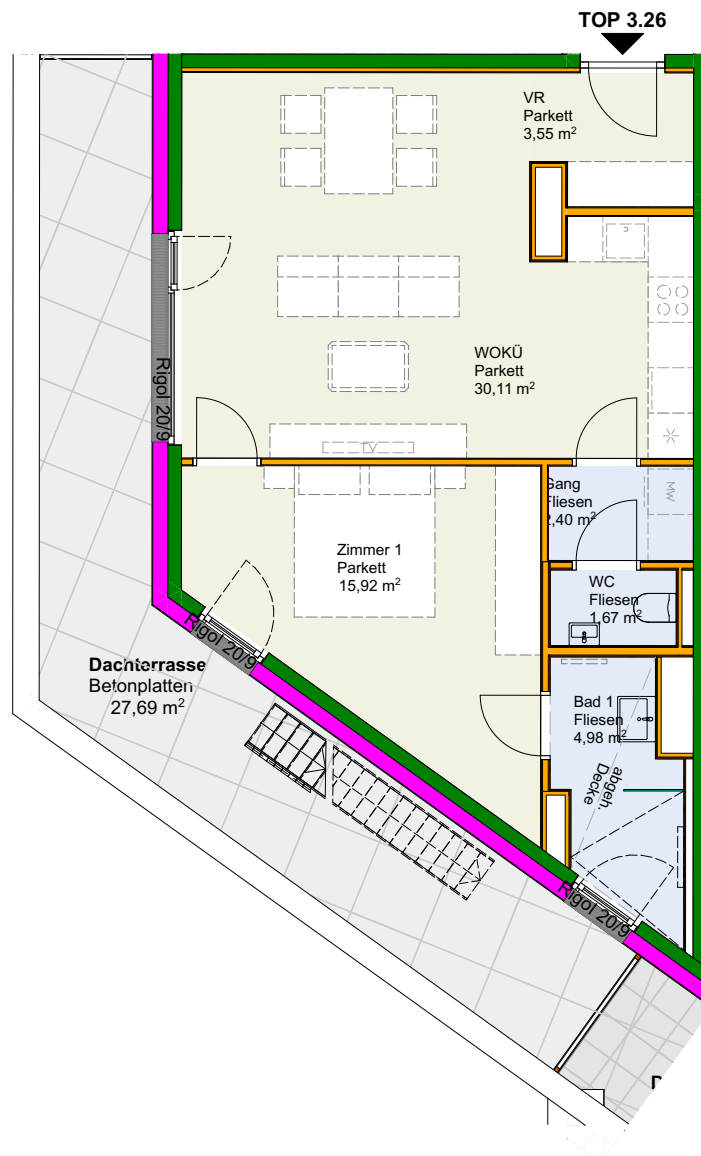 TOP 3.26
VR
Parkett
3,55 m²
WOKÜ
Parkett
30,11 m²
Rigol 20/9
TV
Gang
Fliesen
2,40 m²
MW
Zimmer 1
Parkett
15,92 m²
WC
Fliesen
1,67 m²
Rigol 20/9
Dachterrasse
Betonplatten
27,69 m²
Bad 1
Fliesen
4,98 m²
abgeh.
Decke
Rigol 20/9